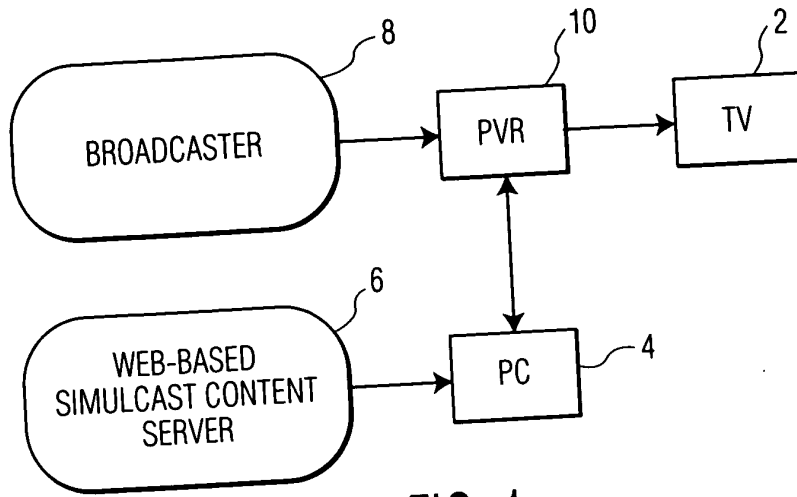 8
10
2
BROADCASTER
PVR
TV
6
4
WEB-BASED
SIMULCAST CONTENT
SERVER
PC